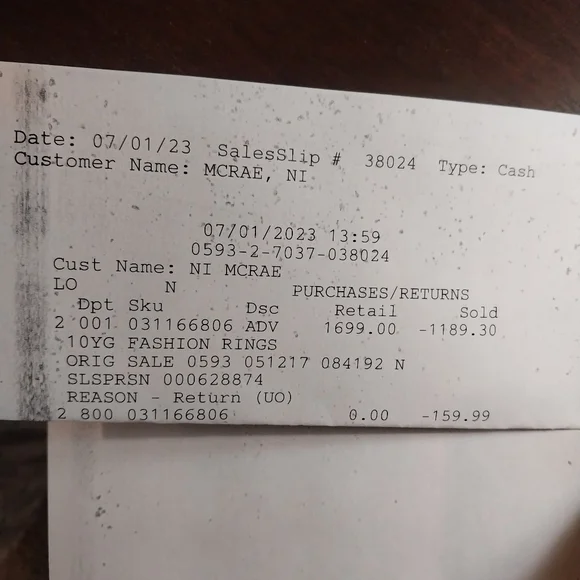 Date: 07/01/23 SalesSlip # 38024 Type: Cash
Customer Name: MCRAE, NI
07/01/2023 13:59
0593-2-7037-038024
Cust Name: NI MCRAE
LO N PURCHASES/RETURNS
Dpt Sku Dsc Retail Sold
2 001 031166806 ADV 1699.00 -1189.30
10YG FASHION RINGS
ORIG SALE 0593 051217 084192 N
SLSPRSN 000628874
REASON - Return (UO)
2 800 031166806 0.00 -159.99